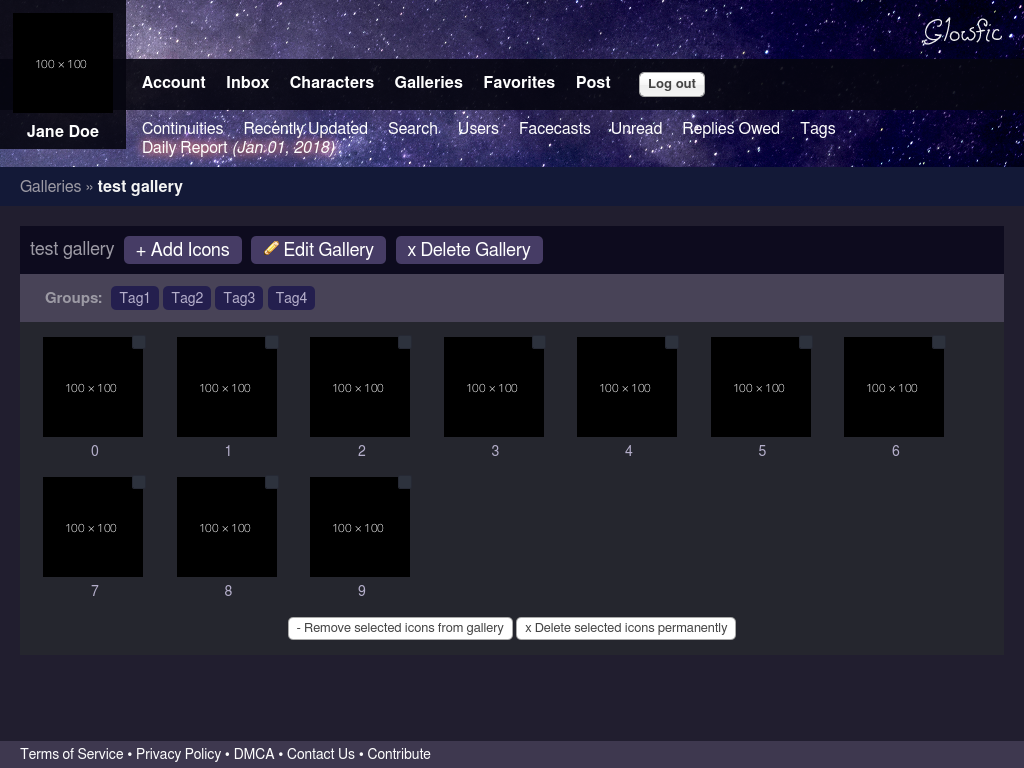 100 × 100
Glowfic
Account Inbox Characters Galleries Favorites Post Log out
Jane Doe
Continuities Recently Updated Search Users Facecasts Unread Replies Owed Tags
Daily Report (Jan 01, 2018)
Galleries » test gallery
test gallery + Add Icons Edit Gallery x Delete Gallery
Groups: Tag1 Tag2 Tag3 Tag4
100 × 100 100 × 100 100 × 100 100 × 100 100 × 100 100 × 100 100 × 100
0 1 2 3 4 5 6
100 × 100 100 × 100 100 × 100
7 8 9
- Remove selected icons from gallery x Delete selected icons permanently
Terms of Service • Privacy Policy • DMCA • Contact Us • Contribute